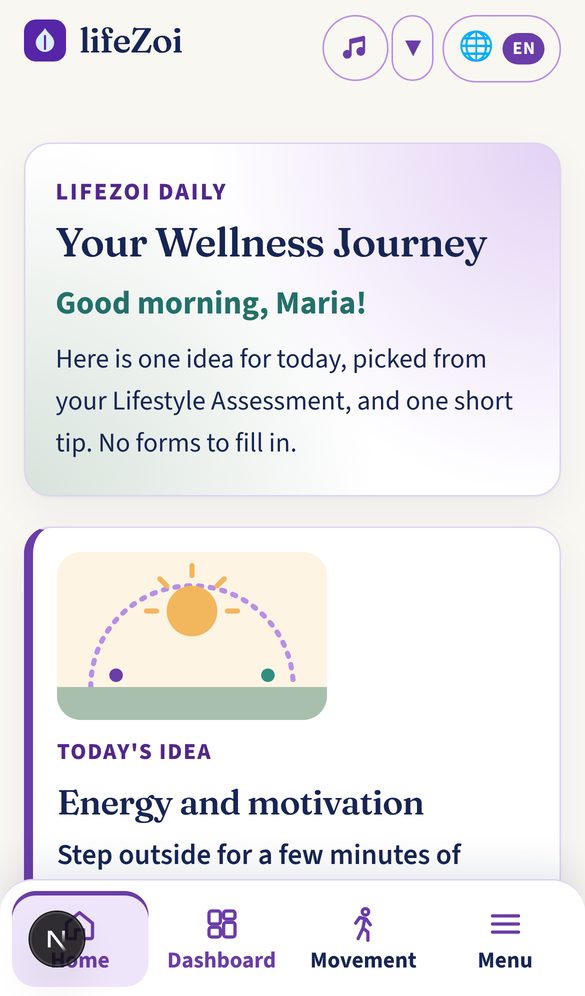 lifeZoi
EN
LIFEZOI DAILY
Your Wellness Journey
Good morning, Maria!
Here is one idea for today, picked from
your Lifestyle Assessment, and one short
tip. No forms to fill in.
TODAY'S IDEA
Energy and motivation
Step outside for a few minutes of
N
Home
Dashboard
Movement
Menu